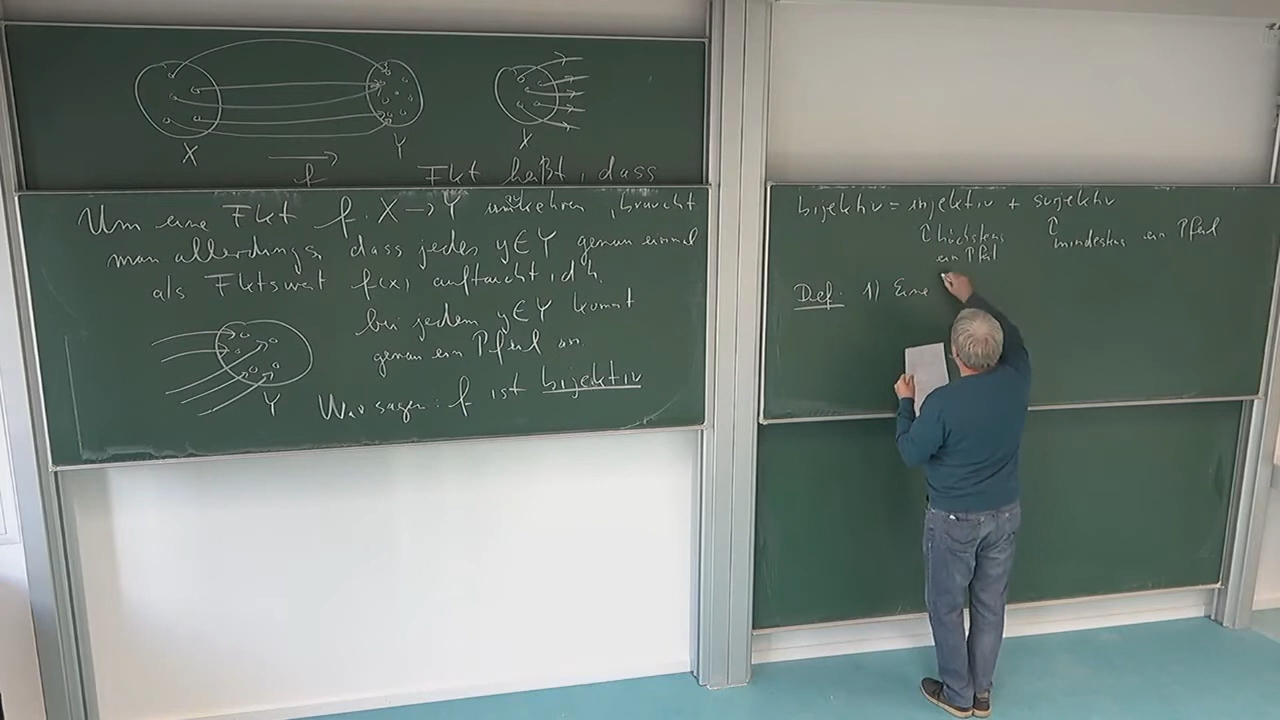 X
f
Y
X
Fkt heißt, dass
Um eine Fkt f: X → Y umkehren, braucht
man allerdings, dass jedes y∈Y genau einmal
als Fktswert f(x) auftaucht, d.h.
bei jedem y∈Y kommt
genau ein Pfeil an.
Y
Wir sagen: f ist bijektiv
bijektiv = injektiv + surjektiv
↑ höchstens
ein Pfeil
↑ mindestens ein Pfeil
Def. 1) Eine